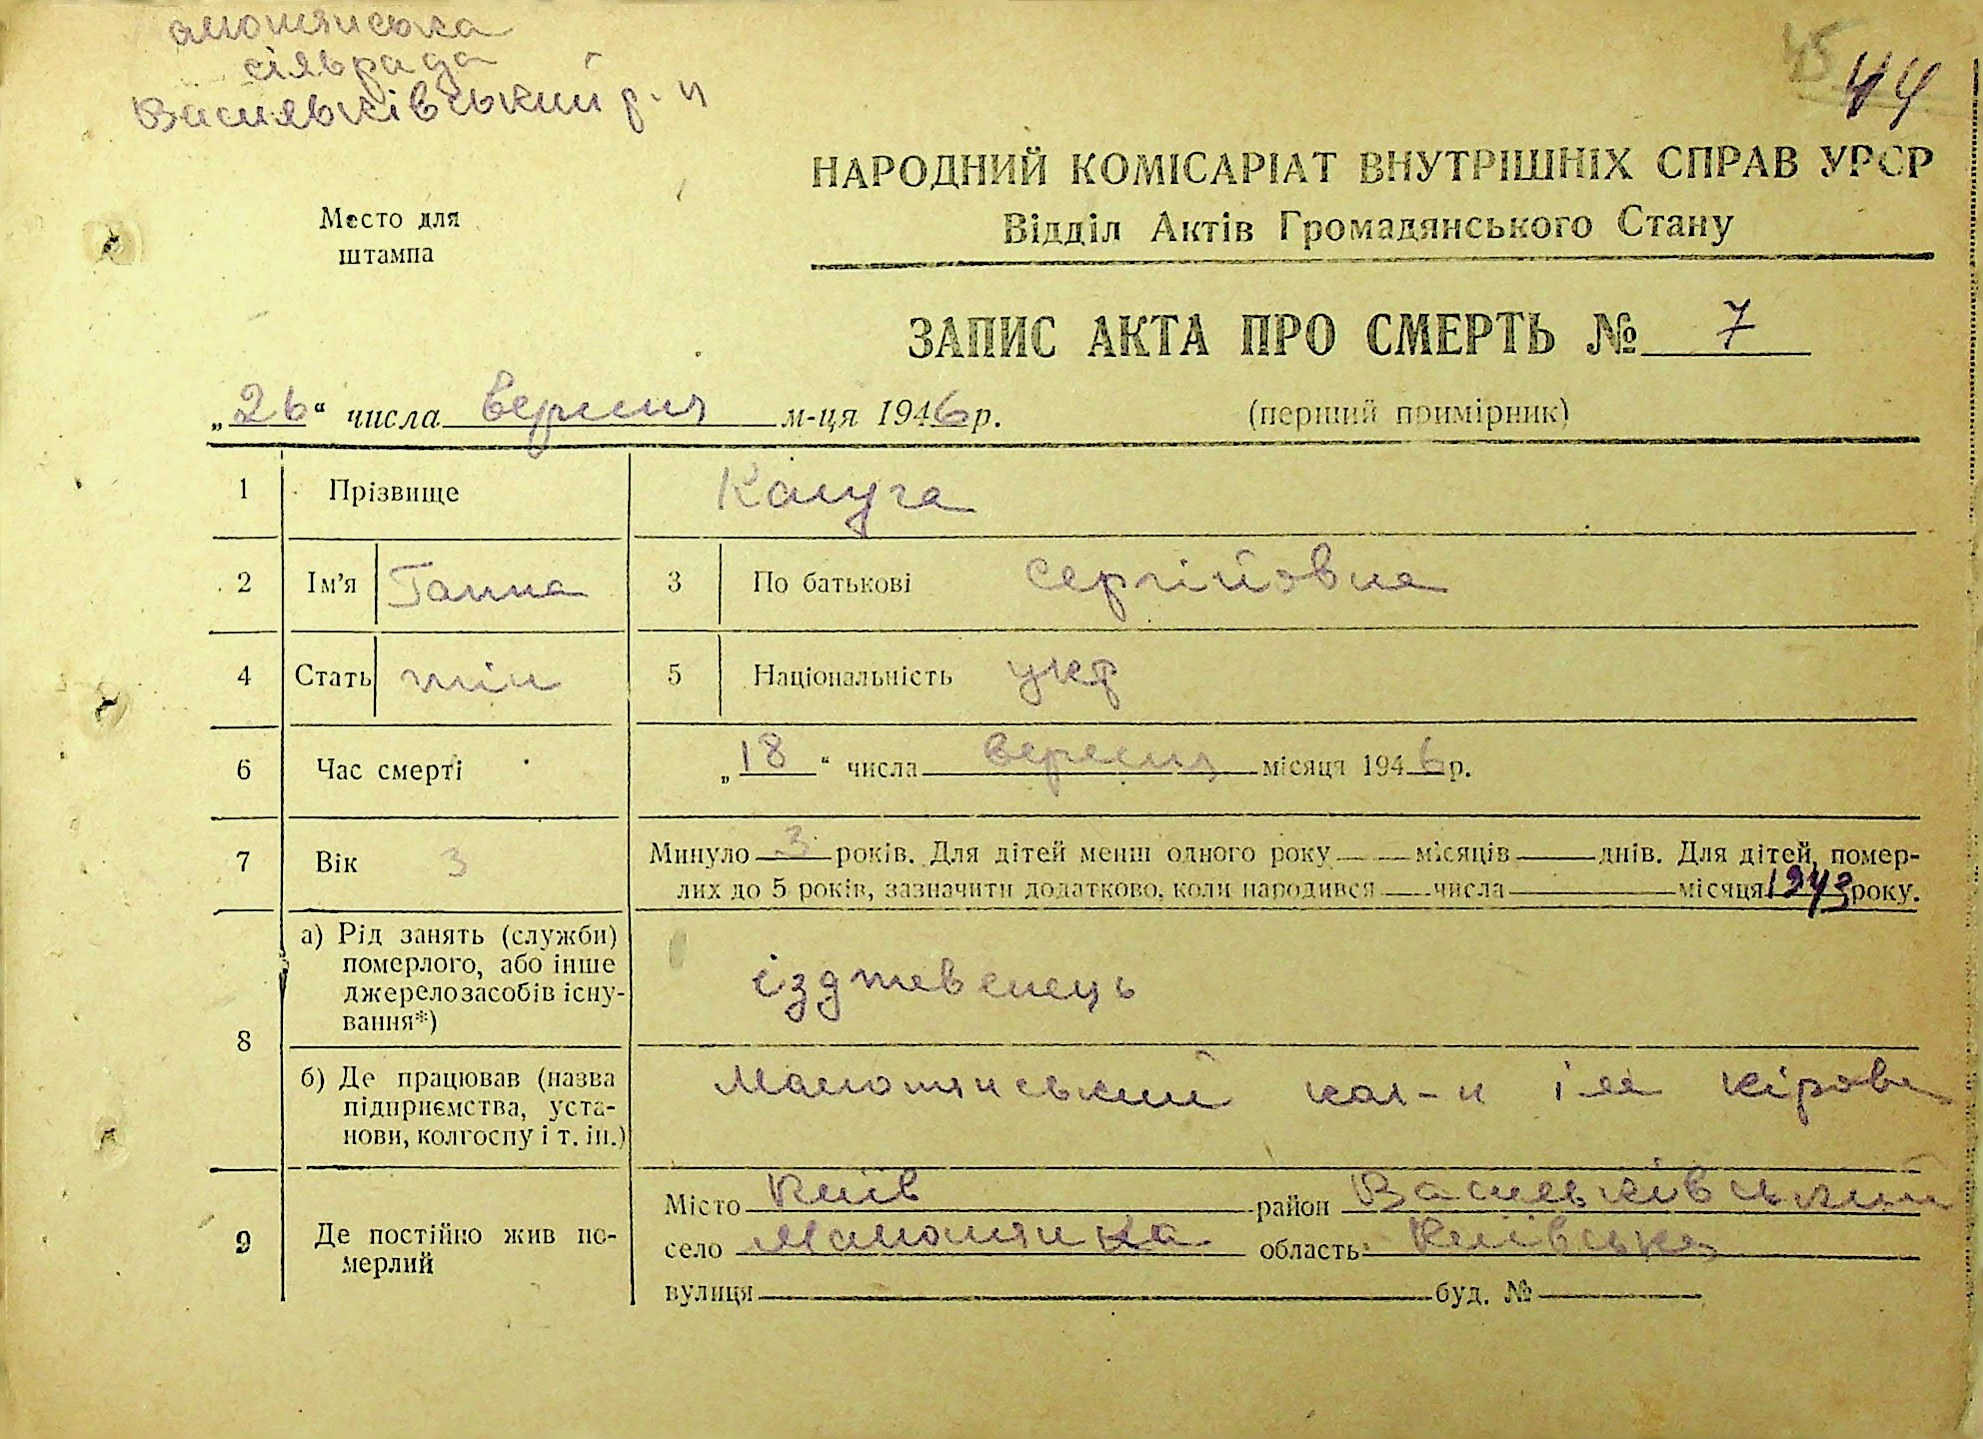 сільрада
Васильківський р-н
45
44
НАРОДНИЙ КОМІСАРІАТ ВНУТРІШНІХ СПРАВ УРСР
Відділ Актів Громадянського Стану
Место для
штампа
ЗАПИС АКТА ПРО СМЕРТЬ № 7
„26“ числа вересня м-ця 1946 р.
(перший примірник)
1 Прізвище Калуга
2 Ім'я Ганна 3 По батькові Сергійовна
4 Стать жін 5 Національність укр
6 Час смерті „18“ числа вересня місяця 1946 р.
7 Вік 3 Минуло 3 років. Для дітей менш одного року місяців днів. Для дітей, помер-
лих до 5 років, зазначити додатково, коли народився числа місяця 1943 року.
8 а) Рід занять (служби)
померлого, або інше
джерело засобів існу-
вання*)
іздженець
б) Де працював (назва
підприємства, уста-
нови, колгоспу і т. ін.)
кол-п ім Кірова
9 Де постійно жив по-
мерлий
Місто Київ район Васильківський
село область Київська
вулиця буд. №